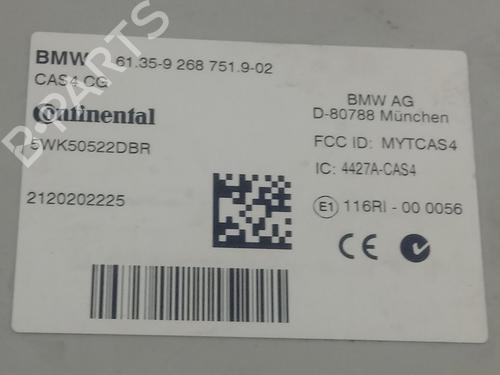 BMW 61.35-9 268 751.9-02
CAS4 CG
Continental
5WK50522DBR
2120202225
BMW AG
D-80788 München
FCC ID: MYTCAS4
IC: 4427A-CAS4
E1 116RI - 00 0056
CE
B-PARTS